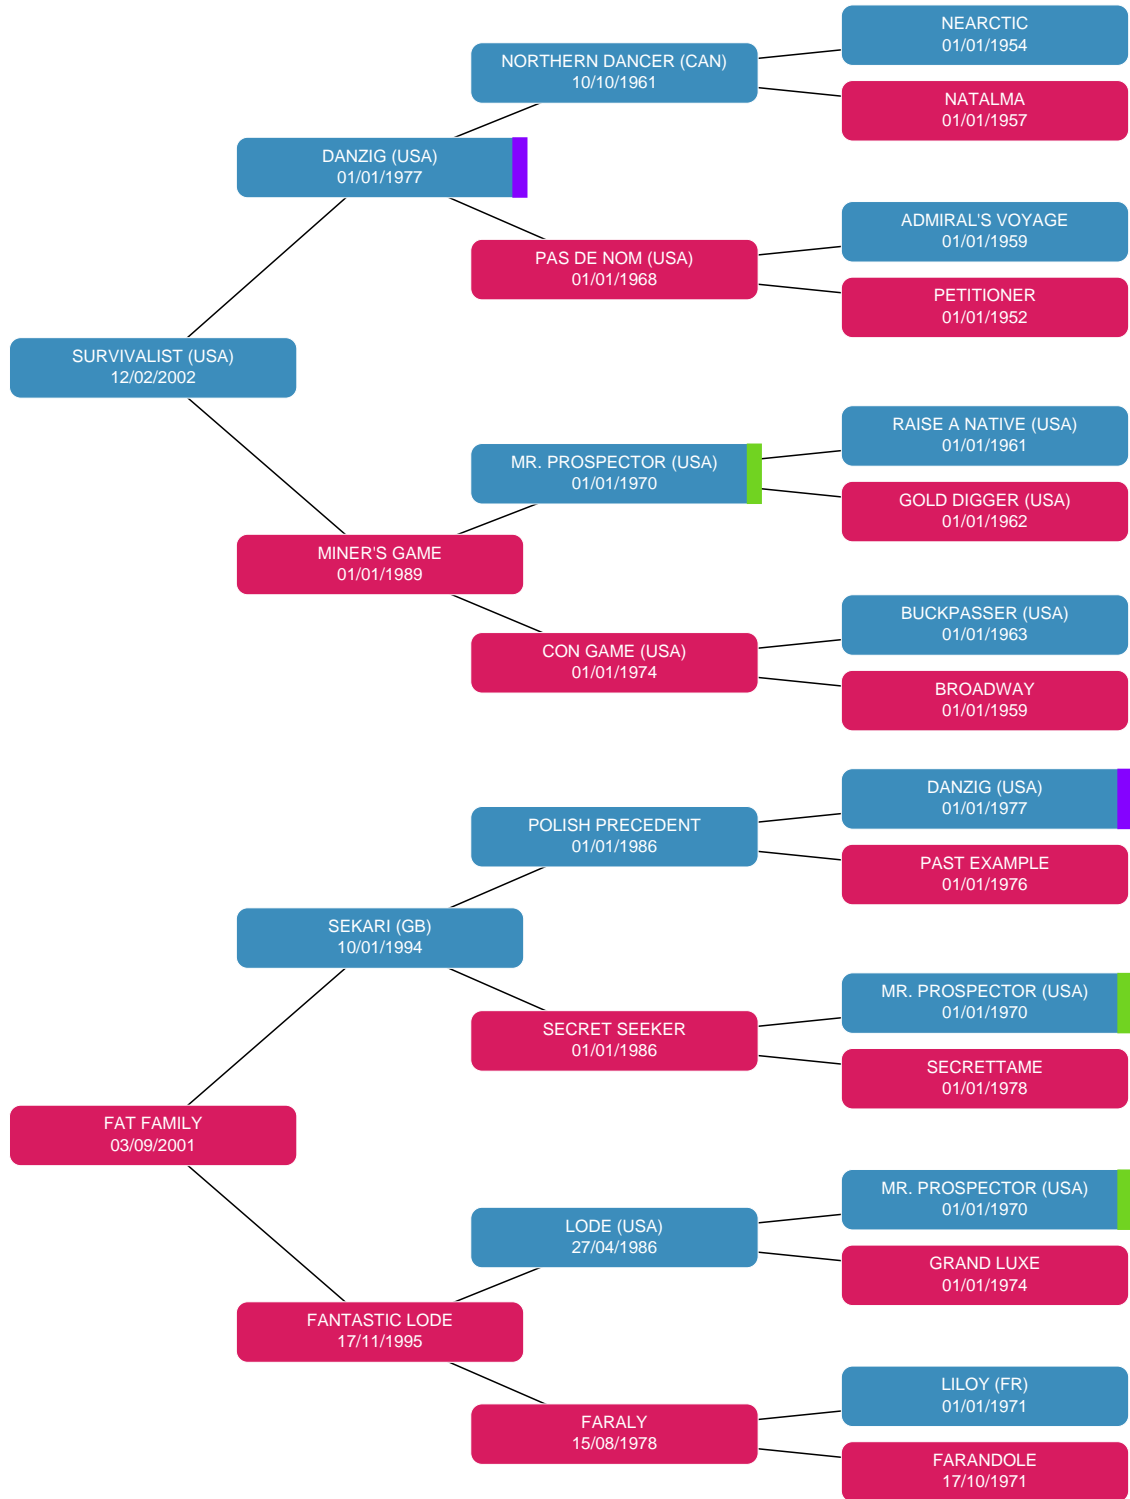 NEARCTIC
01/01/1954
NORTHERN DANCER (CAN)
10/10/1961
NATALMA
01/01/1957
DANZIG (USA)
01/01/1977
ADMIRAL'S VOYAGE
01/01/1959
PAS DE NOM (USA)
01/01/1968
PETITIONER
01/01/1952
SURVIVALIST (USA)
12/02/2002
RAISE A NATIVE (USA)
01/01/1961
MR. PROSPECTOR (USA)
01/01/1970
GOLD DIGGER (USA)
01/01/1962
MINER'S GAME
01/01/1989
BUCKPASSER (USA)
01/01/1963
CON GAME (USA)
01/01/1974
BROADWAY
01/01/1959
DANZIG (USA)
01/01/1977
POLISH PRECEDENT
01/01/1986
PAST EXAMPLE
01/01/1976
SEKARI (GB)
10/01/1994
MR. PROSPECTOR (USA)
01/01/1970
SECRET SEEKER
01/01/1986
SECRETTAME
01/01/1978
FAT FAMILY
03/09/2001
MR. PROSPECTOR (USA)
01/01/1970
LODE (USA)
27/04/1986
GRAND LUXE
01/01/1974
FANTASTIC LODE
17/11/1995
LILOY (FR)
01/01/1971
FARALY
15/08/1978
FARANDOLE
17/10/1971